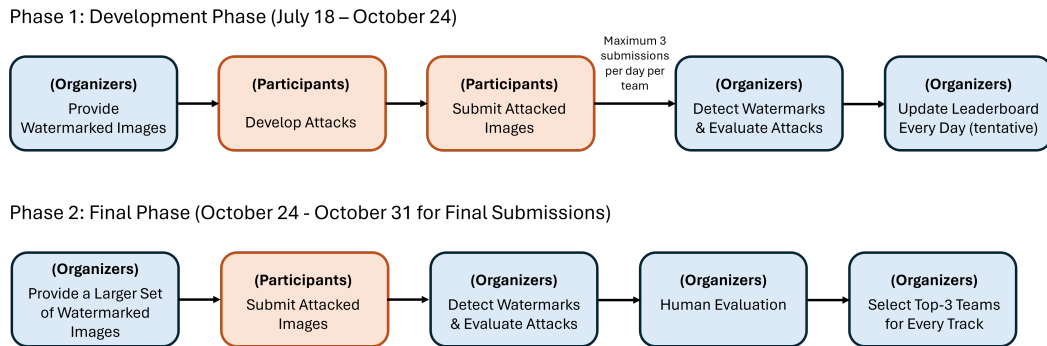 Phase 1: Development Phase (July 18 – October 24)
(Organizers)
Provide
Watermarked Images
(Participants)
Develop Attacks
(Participants)
Submit Attacked
Images
Maximum 3
submissions
per day per
team
(Organizers)
Detect Watermarks
& Evaluate Attacks
(Organizers)
Update Leaderboard
Every Day (tentative)
Phase 2: Final Phase (October 24 - October 31 for Final Submissions)
(Organizers)
Provide a Larger Set
of Watermarked
Images
(Participants)
Submit Attacked
Images
(Organizers)
Detect Watermarks
& Evaluate Attacks
(Organizers)
Human Evaluation
(Organizers)
Select Top-3 Teams
for Every Track